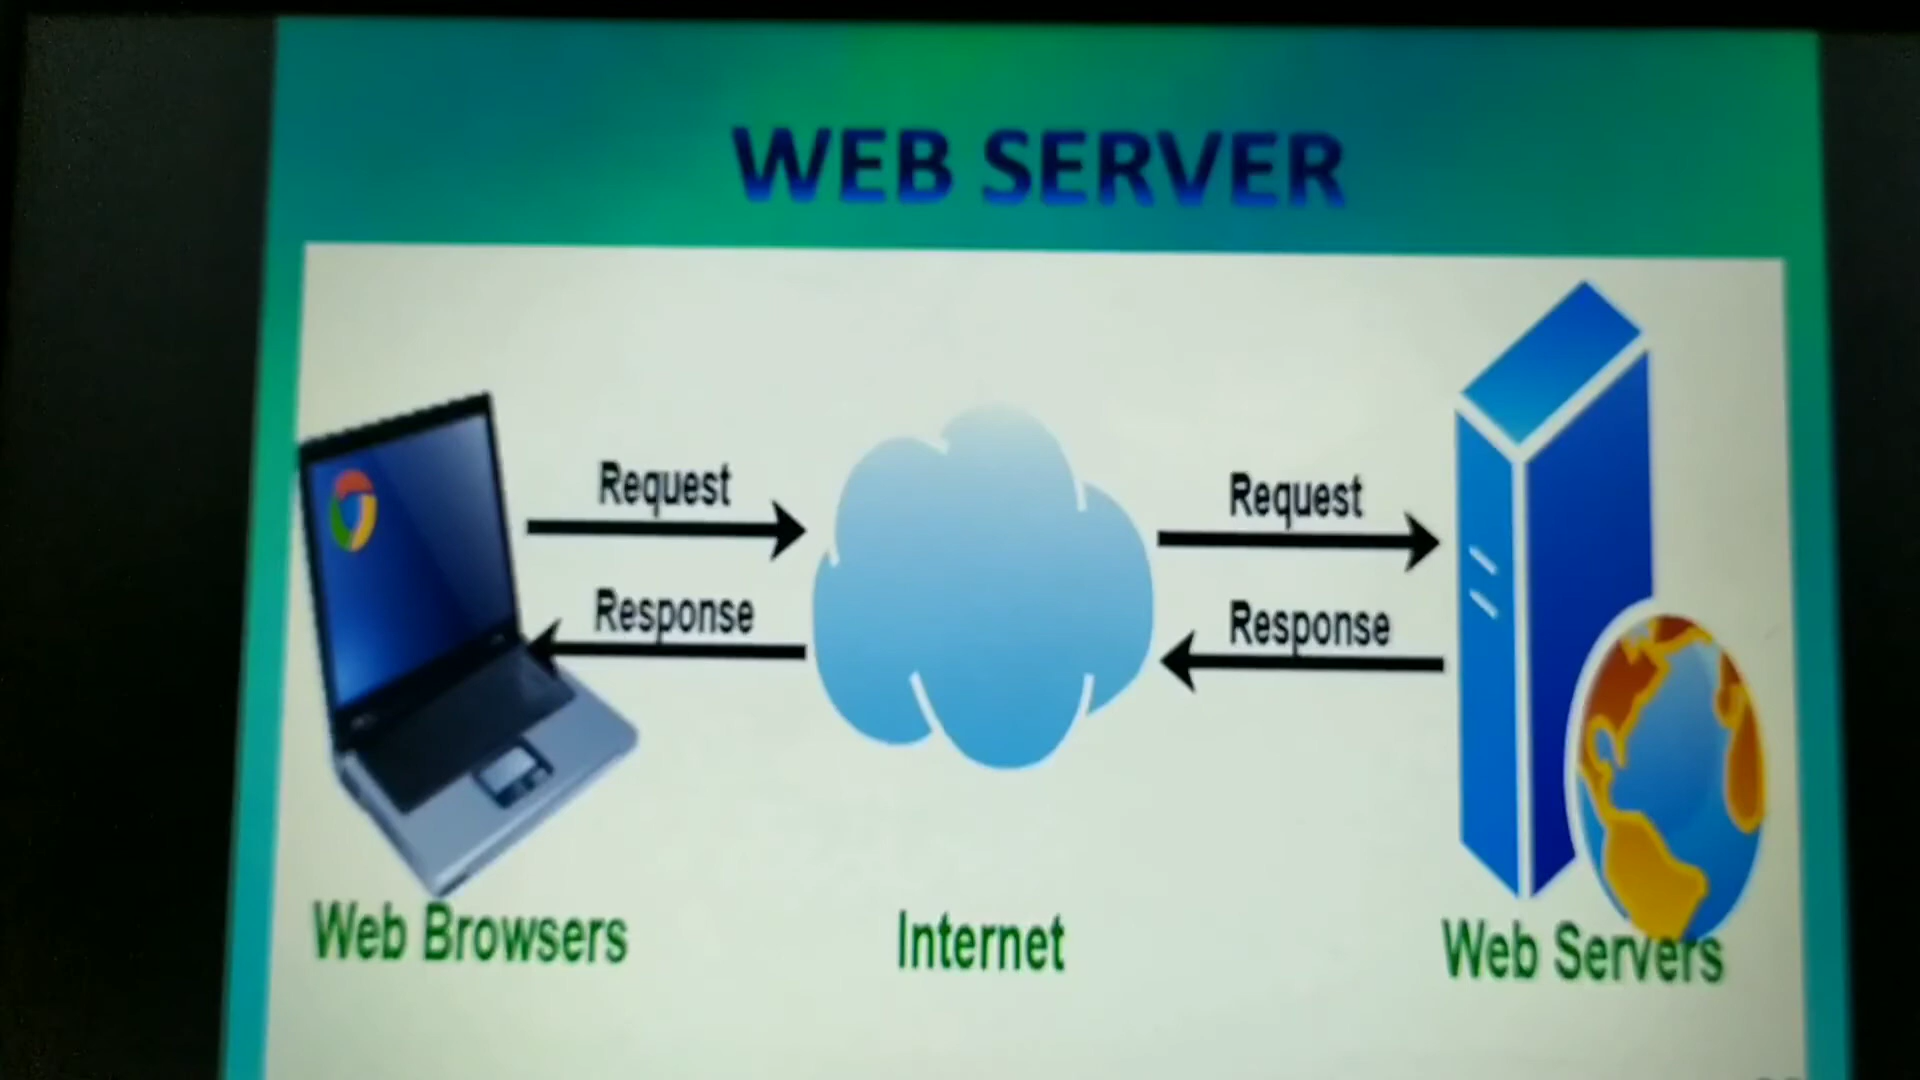 WEB SERVER
Request
Request
Response
Response
Web Browsers
Internet
Web Servers